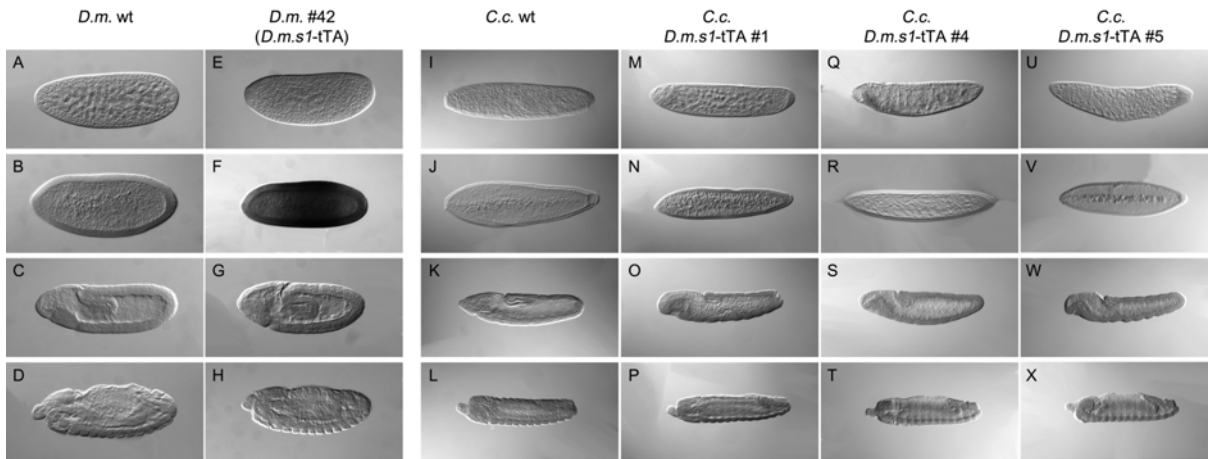 D.m. wt
D.m. #42
(D.m.s1-tTA)
C.c. wt
C.c.
D.m.s1-tTA #1
C.c.
D.m.s1-tTA #4
C.c.
D.m.s1-tTA #5
A
E
I
M
Q
U
B
F
J
N
R
V
C
G
K
O
S
W
D
H
L
P
T
X